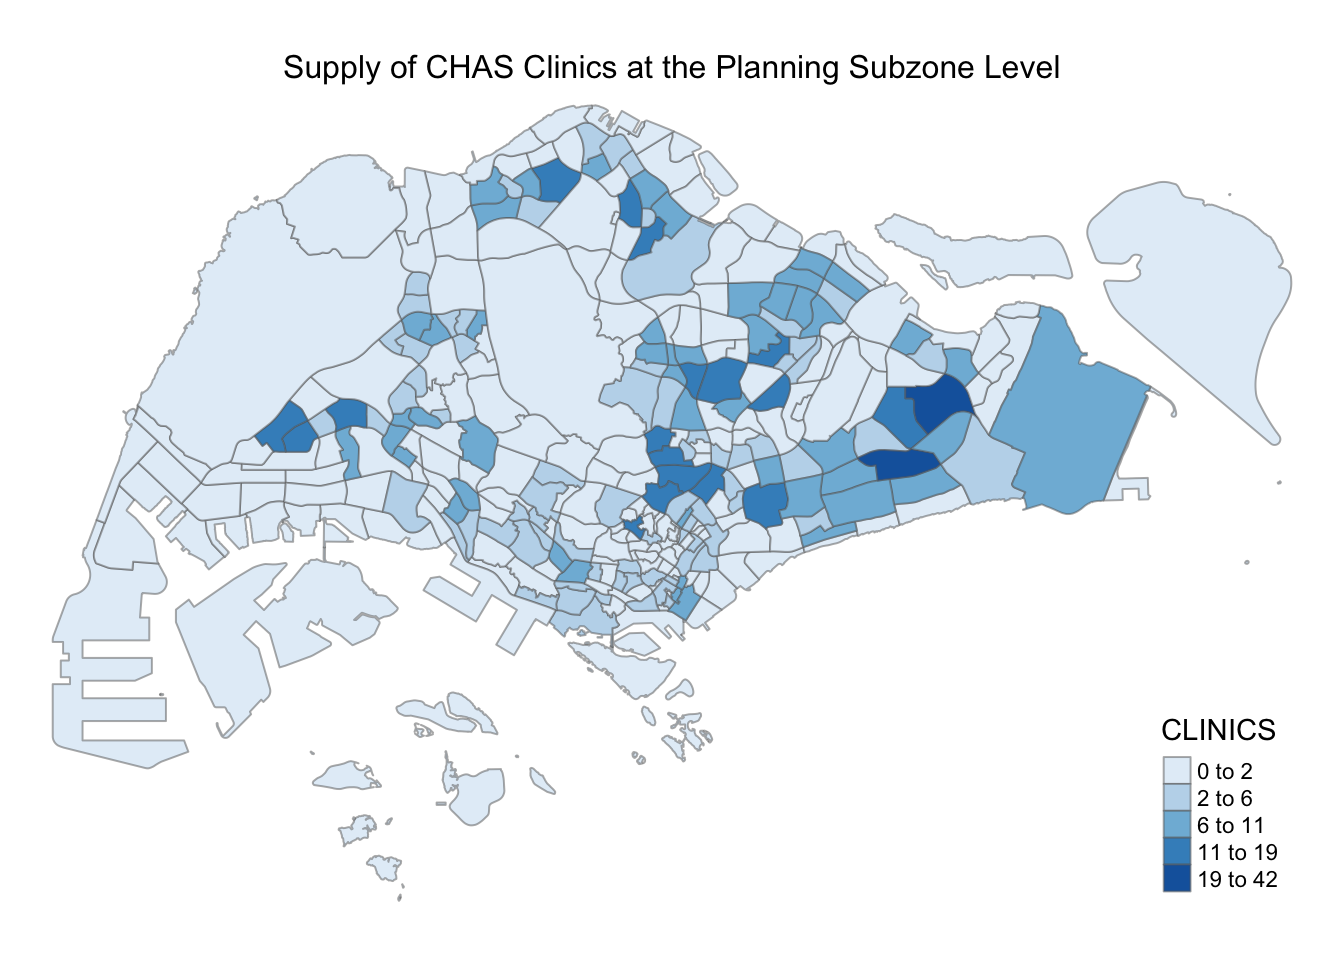 Supply of CHAS Clinics at the Planning Subzone Level
CLINICS
0 to 2
2 to 6
6 to 11
11 to 19
19 to 42